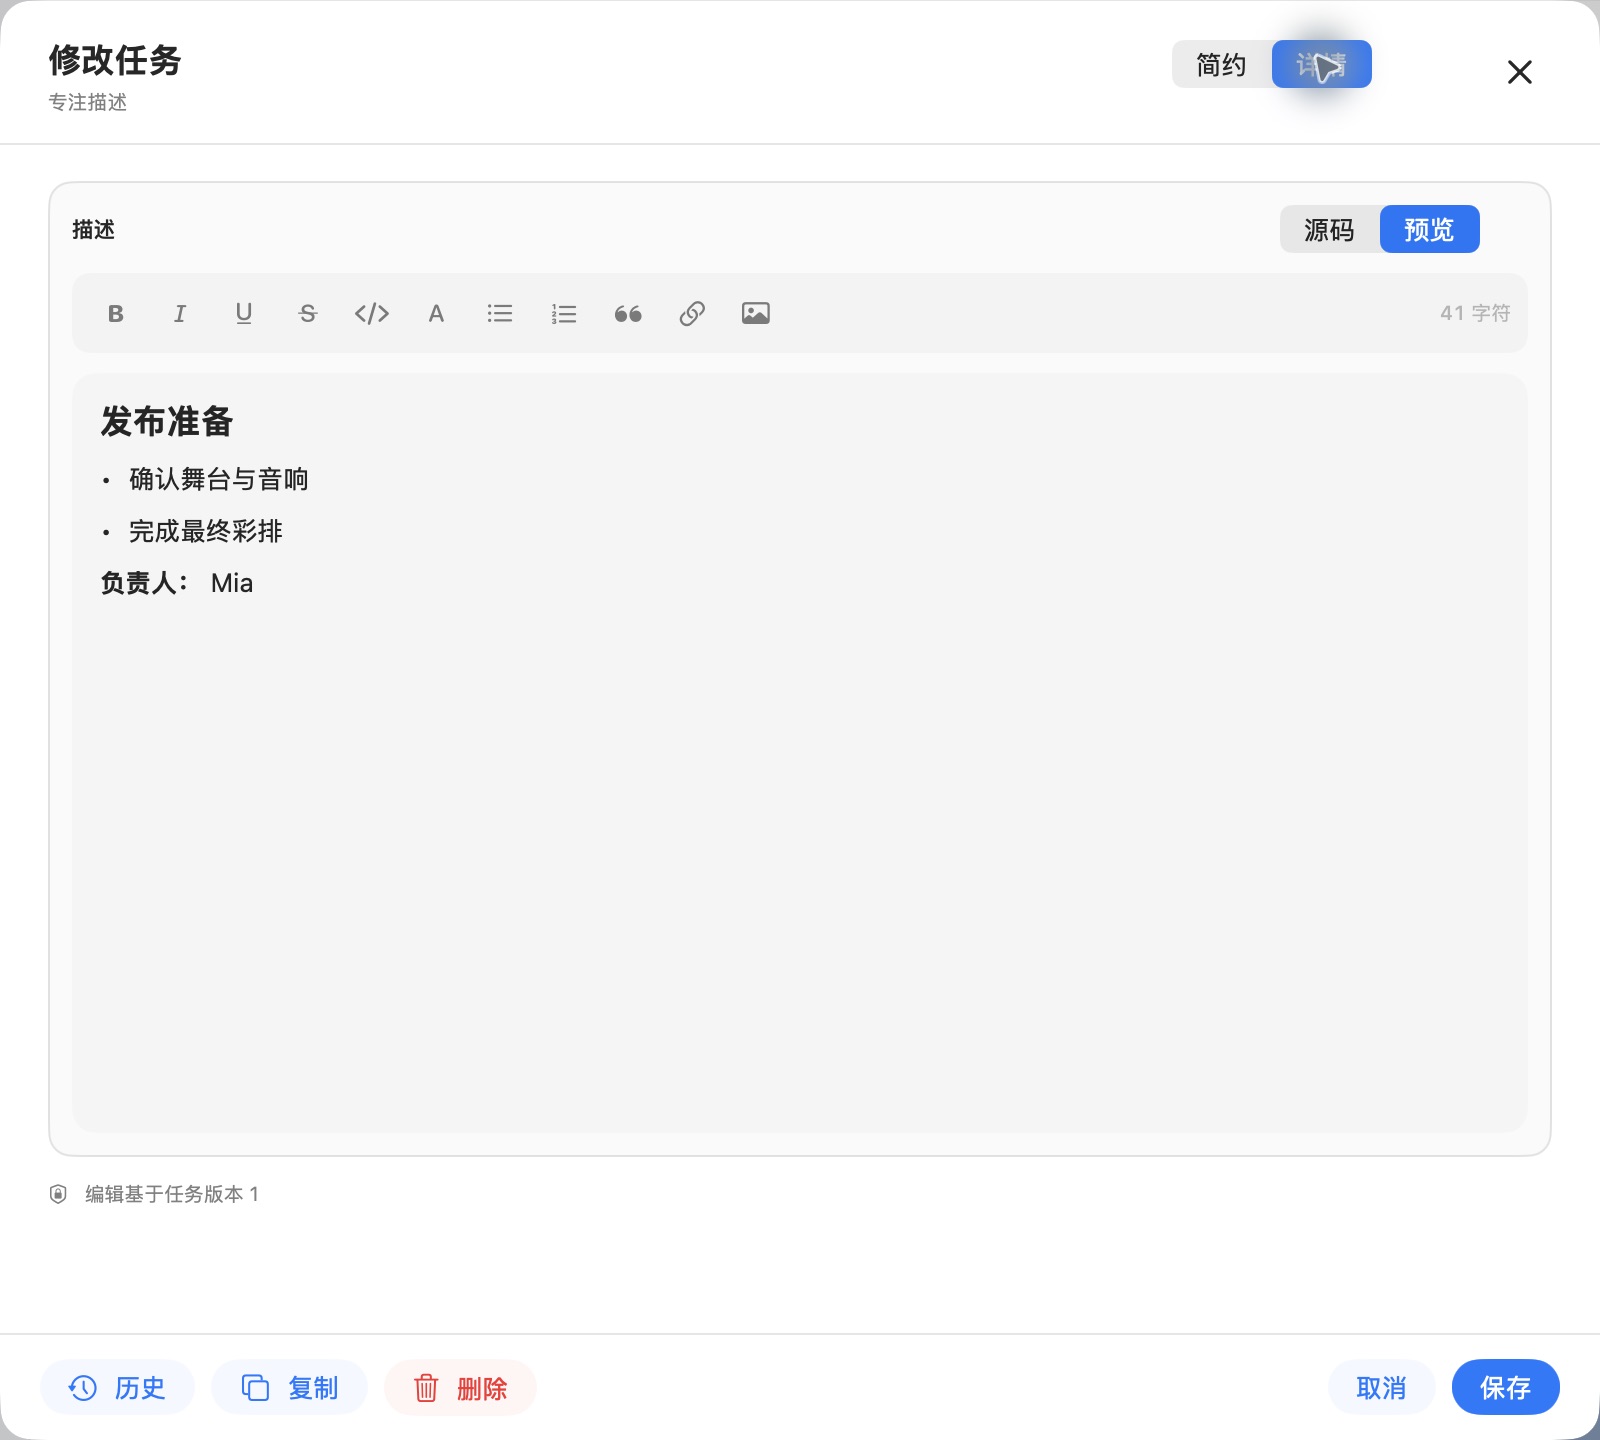 修改任务
简约 详情
专注描述
描述
源码 预览
B I U S </> A
41 字符
发布准备
• 确认舞台与音响
• 完成最终彩排
负责人： Mia
编辑基于任务版本 1
历史 复制 删除 取消 保存